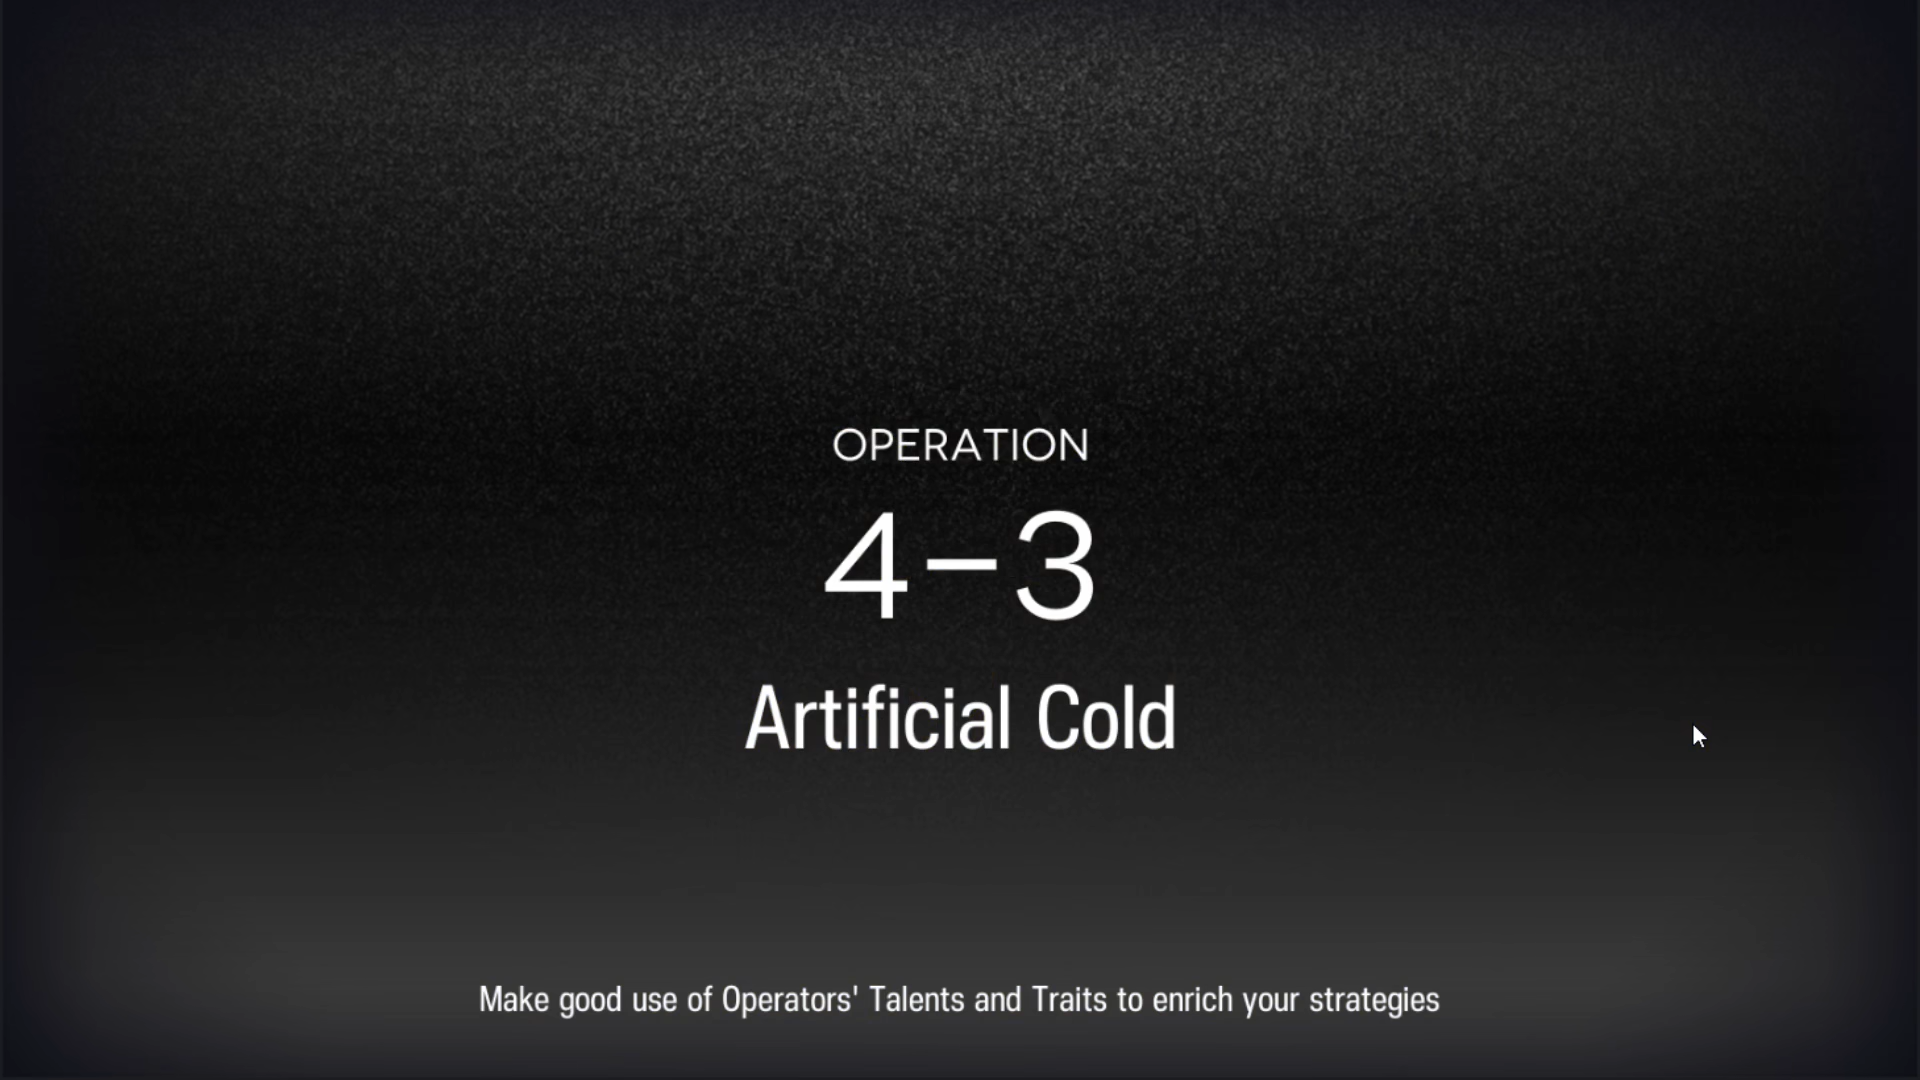 OPERATION
4-3
Artificial Cold
Make good use of Operators' Talents and Traits to enrich your strategies